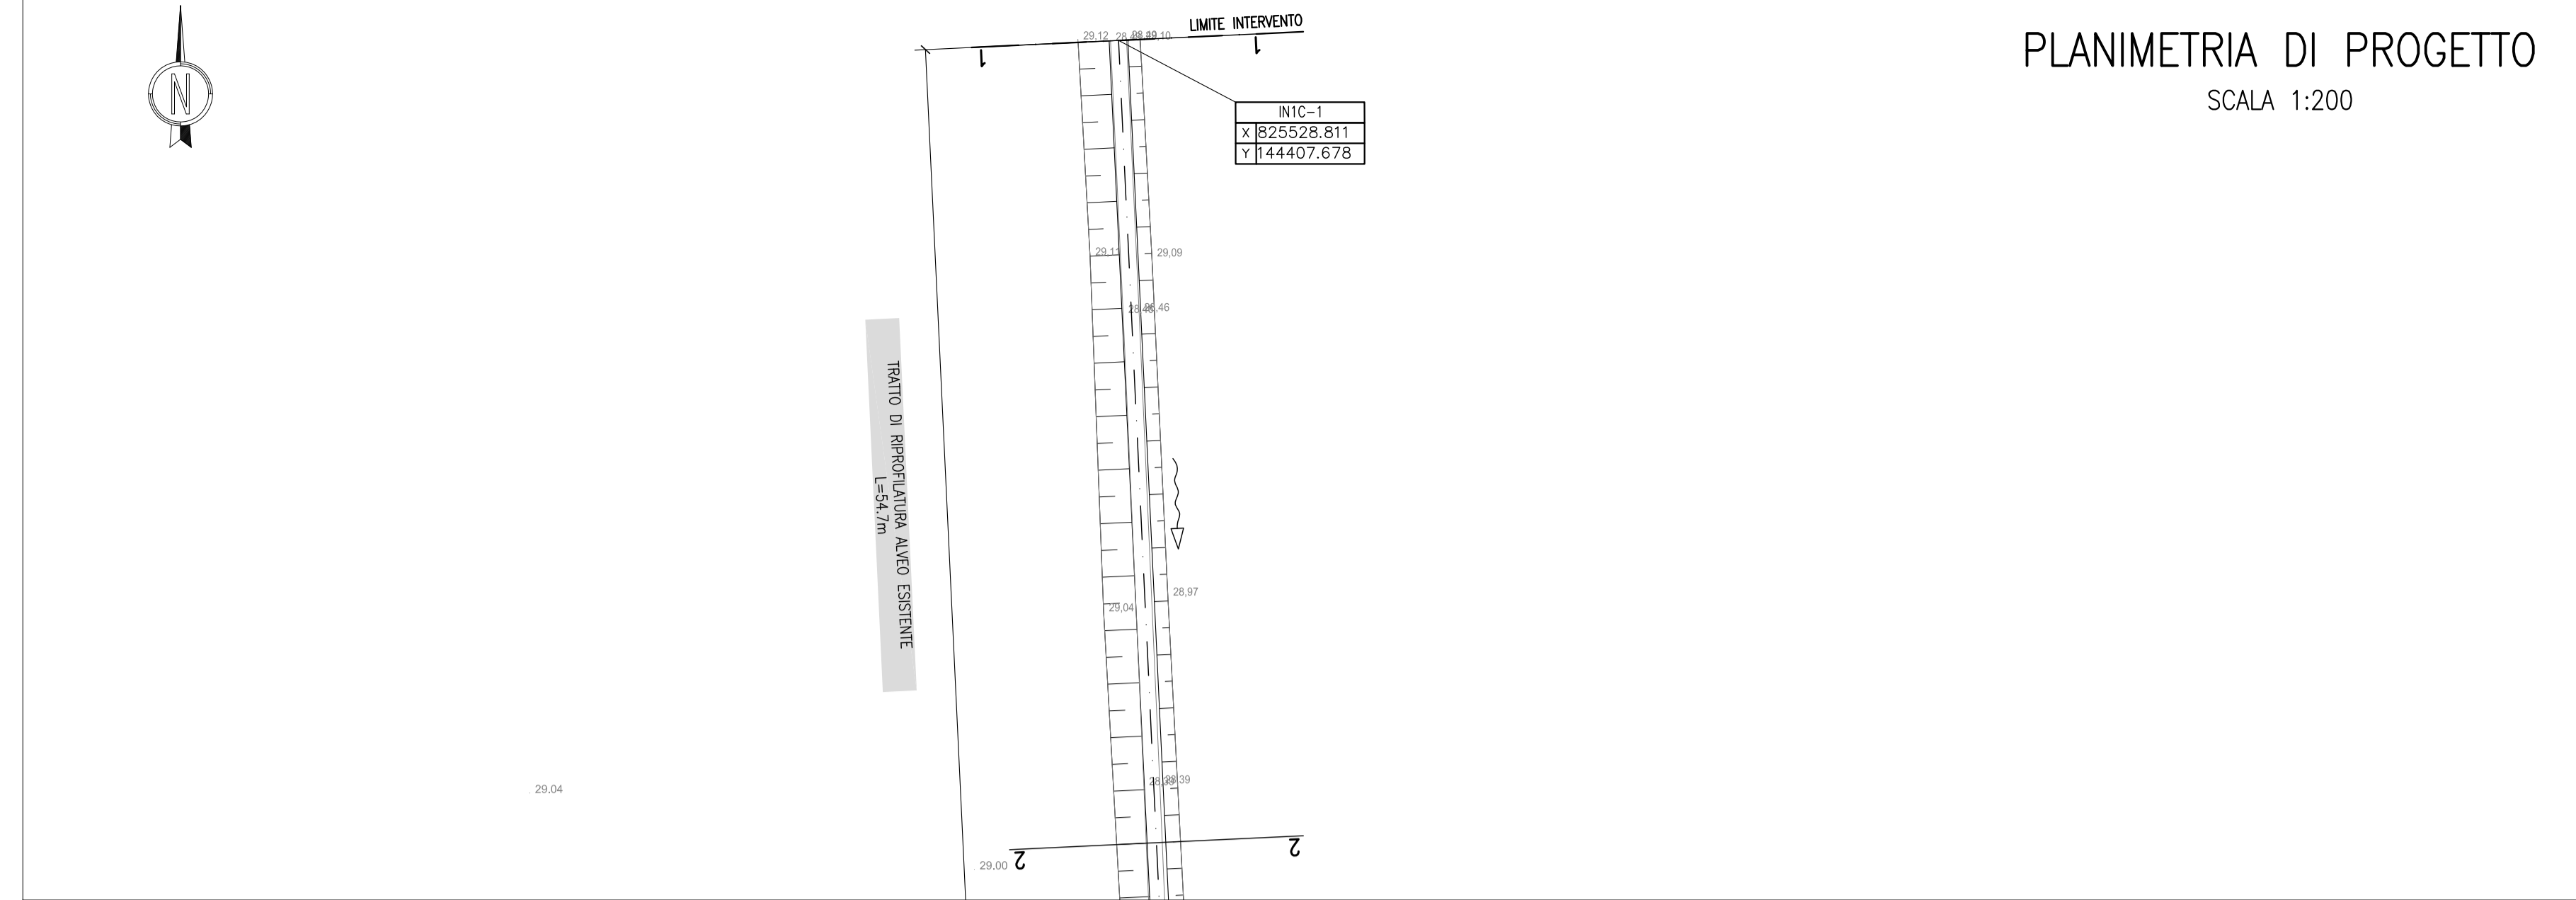 N
PLANIMETRIA DI PROGETTO
SCALA 1:200
LIMITE INTERVENTO
1
1
29,12
29,10
IN1C-1
X 825528.811
Y 144407.678
29,11
29,09
TRATTO DI RIPROFILATURA ALVEO ESISTENTE
L=54.7m
28,97
29,04
29.04
28,39
2
2
29.00